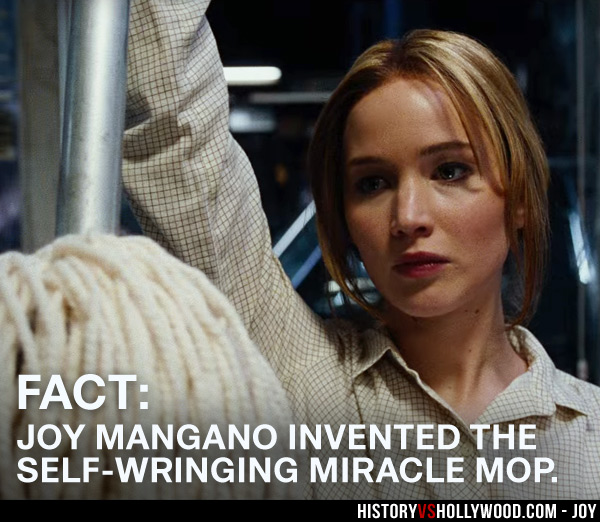 FACT:
JOY MANGANO INVENTED THE
SELF-WRINGING MIRACLE MOP.
HISTORYVSHOLLYWOOD.COM - JOY